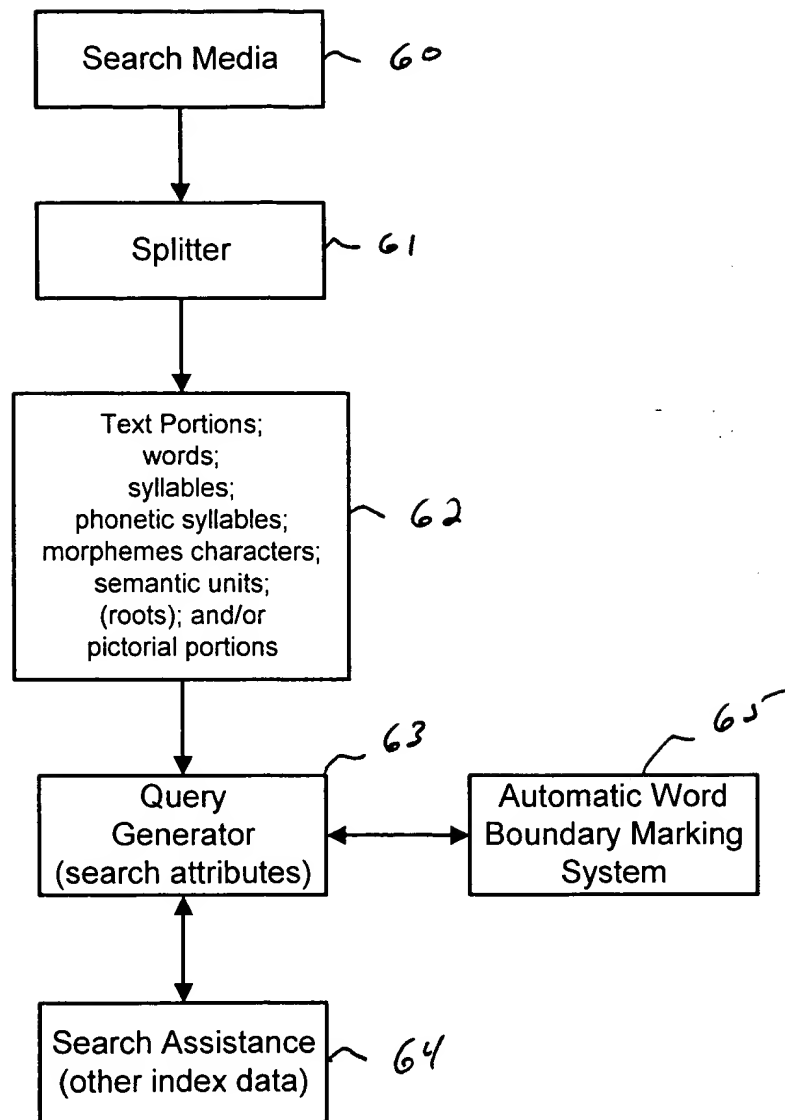 Search Media
60
Splitter
61
Text Portions;
words;
syllables;
phonetic syllables;
morphemes characters;
semantic units;
(roots); and/or
pictorial portions
62
63
65
Query
Generator
(search attributes)
Automatic Word
Boundary Marking
System
Search Assistance
(other index data)
64